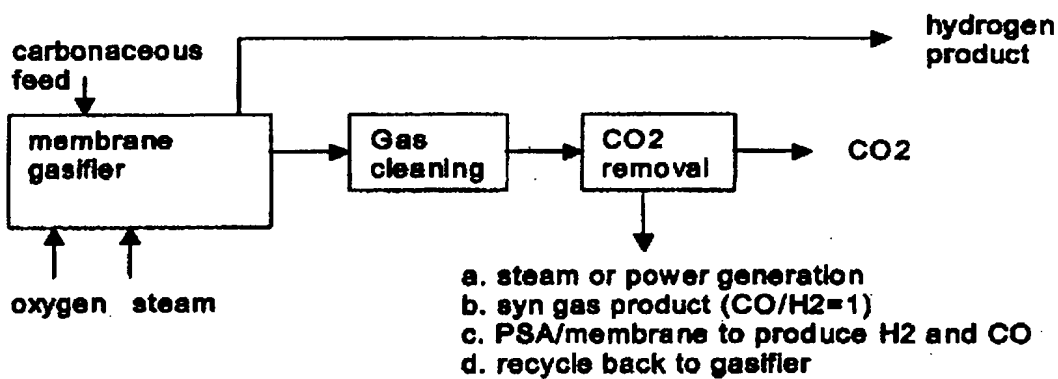 hydrogen
product
carbonaceous
feed
membrane
gasifier
Gas
cleaning
CO2
removal
CO2
oxygen steam
a. steam or power generation
b. syn gas product (CO/H2=1)
c. PSA/membrane to produce H2 and CO
d. recycle back to gasifier